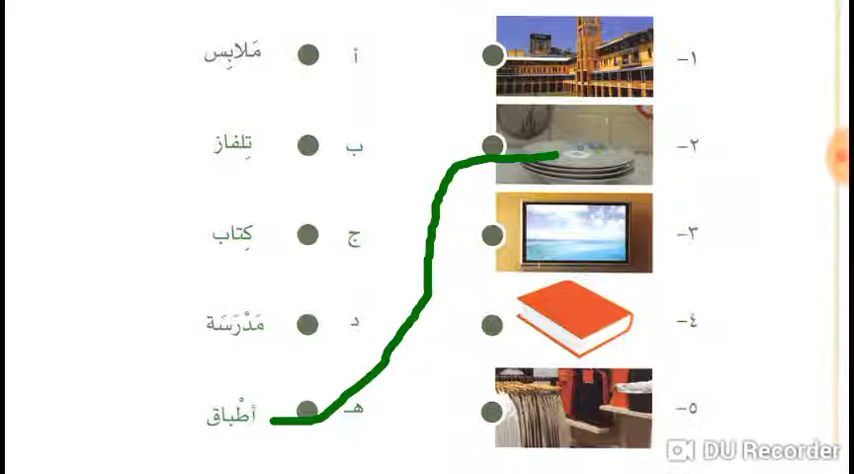 ١- أ مَلابِس
٢- ب تِلفاز
٣- ج كِتاب
٤- د مَدْرَسَة
٥- هـ أطْباق
DU Recorder